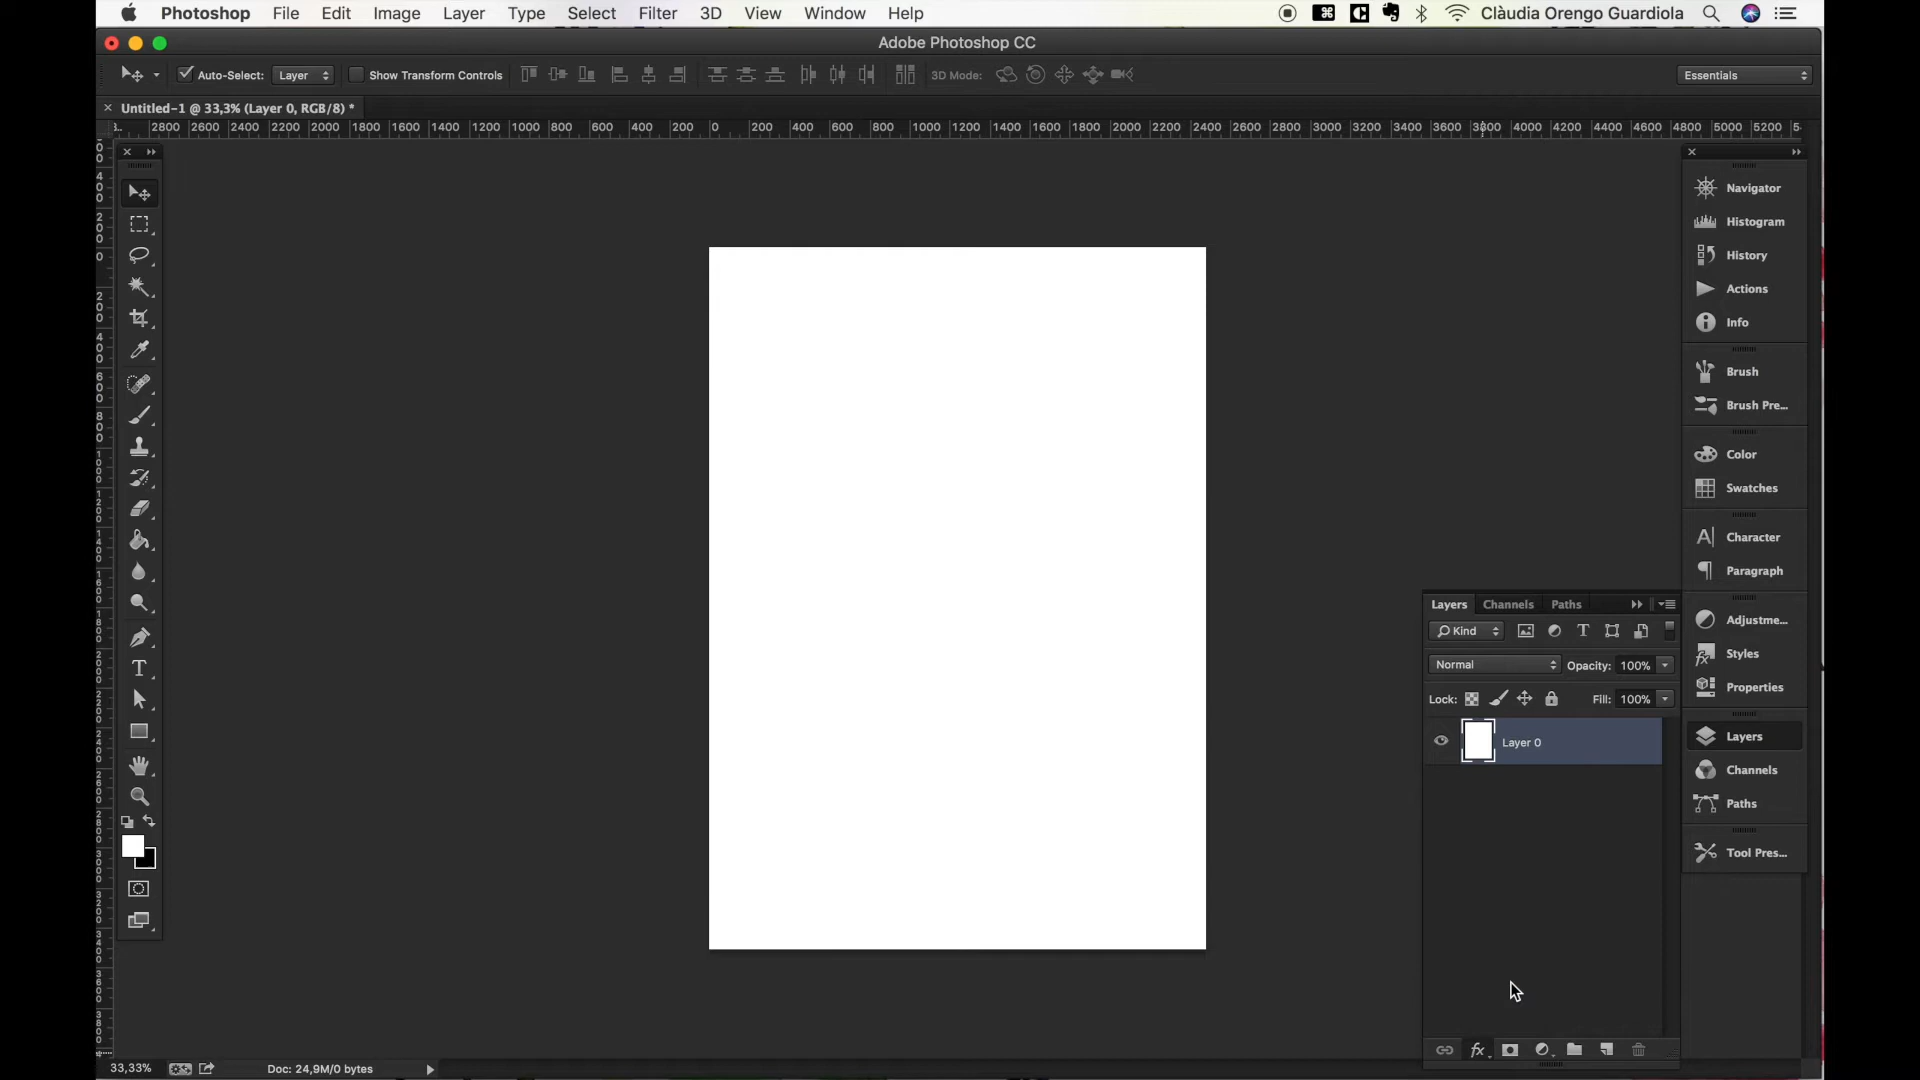 Photoshop File Edit Image Layer Type Select Filter 3D View Window Help Clàudia Orengo Guardiola
Adobe Photoshop CC
Auto-Select: Layer Show Transform Controls 3D Mode: Essentials
Untitled-1 @ 33,3% (Layer 0, RGB/8) *
2800 2600 2400 2200 2000 1800 1600 1400 1200 1000 800 600 400 200 0 200 400 600 800 1000 1200 1400 1600 1800 2000 2200 2400 2600 2800 3000 3200 3400 3600 3800 4000 4200 4400 4600 4800 5000 5200
Navigator
Histogram
History
Actions
Info
Brush
Brush Pre...
Color
Swatches
Character
Paragraph
Adjustme...
Styles
Properties
Layers
Channels
Paths
Tool Pres...
Layers Channels Paths
Kind
Normal Opacity: 100%
Lock: Fill: 100%
Layer 0
fx
33,33% Doc: 24,9M/0 bytes